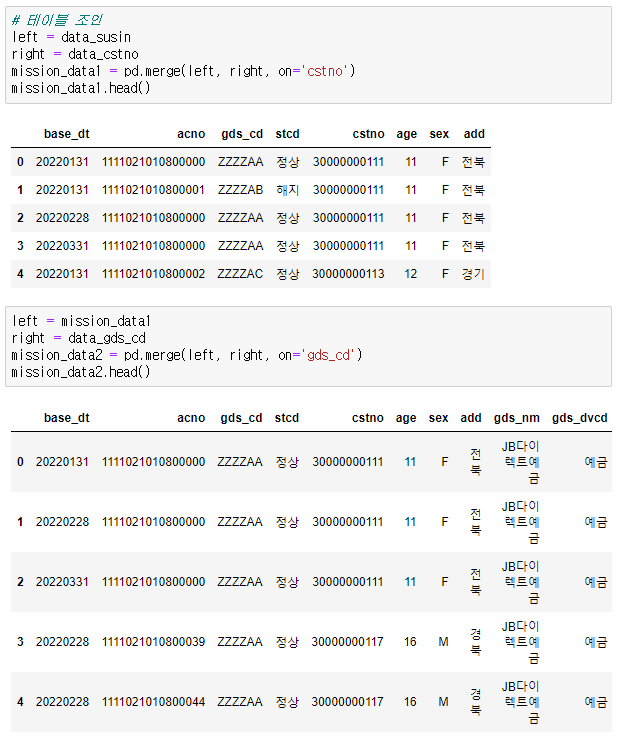 # 테이블 조인
left = data_susin
right = data_cstno
mission_data1 = pd.merge(left, right, on='cstno')
mission_data1.head()
base_dt acno gds_cd stcd cstno age sex add
0 20220131 1111021010800000 ZZZZAA 정상 30000000111 11 F 전북
1 20220131 1111021010800001 ZZZZAB 해지 30000000111 11 F 전북
2 20220228 1111021010800000 ZZZZAA 정상 30000000111 11 F 전북
3 20220331 1111021010800000 ZZZZAA 정상 30000000111 11 F 전북
4 20220131 1111021010800002 ZZZZAC 정상 30000000113 12 F 경기
left = mission_data1
right = data_gds_cd
mission_data2 = pd.merge(left, right, on='gds_cd')
mission_data2.head()
base_dt acno gds_cd stcd cstno age sex add gds_nm gds_dvcd
0 20220131 1111021010800000 ZZZZAA 정상 30000000111 11 F 전북 JB다이렉트예금 예금
1 20220228 1111021010800000 ZZZZAA 정상 30000000111 11 F 전북 JB다이렉트예금 예금
2 20220331 1111021010800000 ZZZZAA 정상 30000000111 11 F 전북 JB다이렉트예금 예금
3 20220228 1111021010800039 ZZZZAA 정상 30000000117 16 M 경북 JB다이렉트예금 예금
4 20220228 1111021010800044 ZZZZAA 정상 30000000117 16 M 경북 JB다이렉트예금 예금